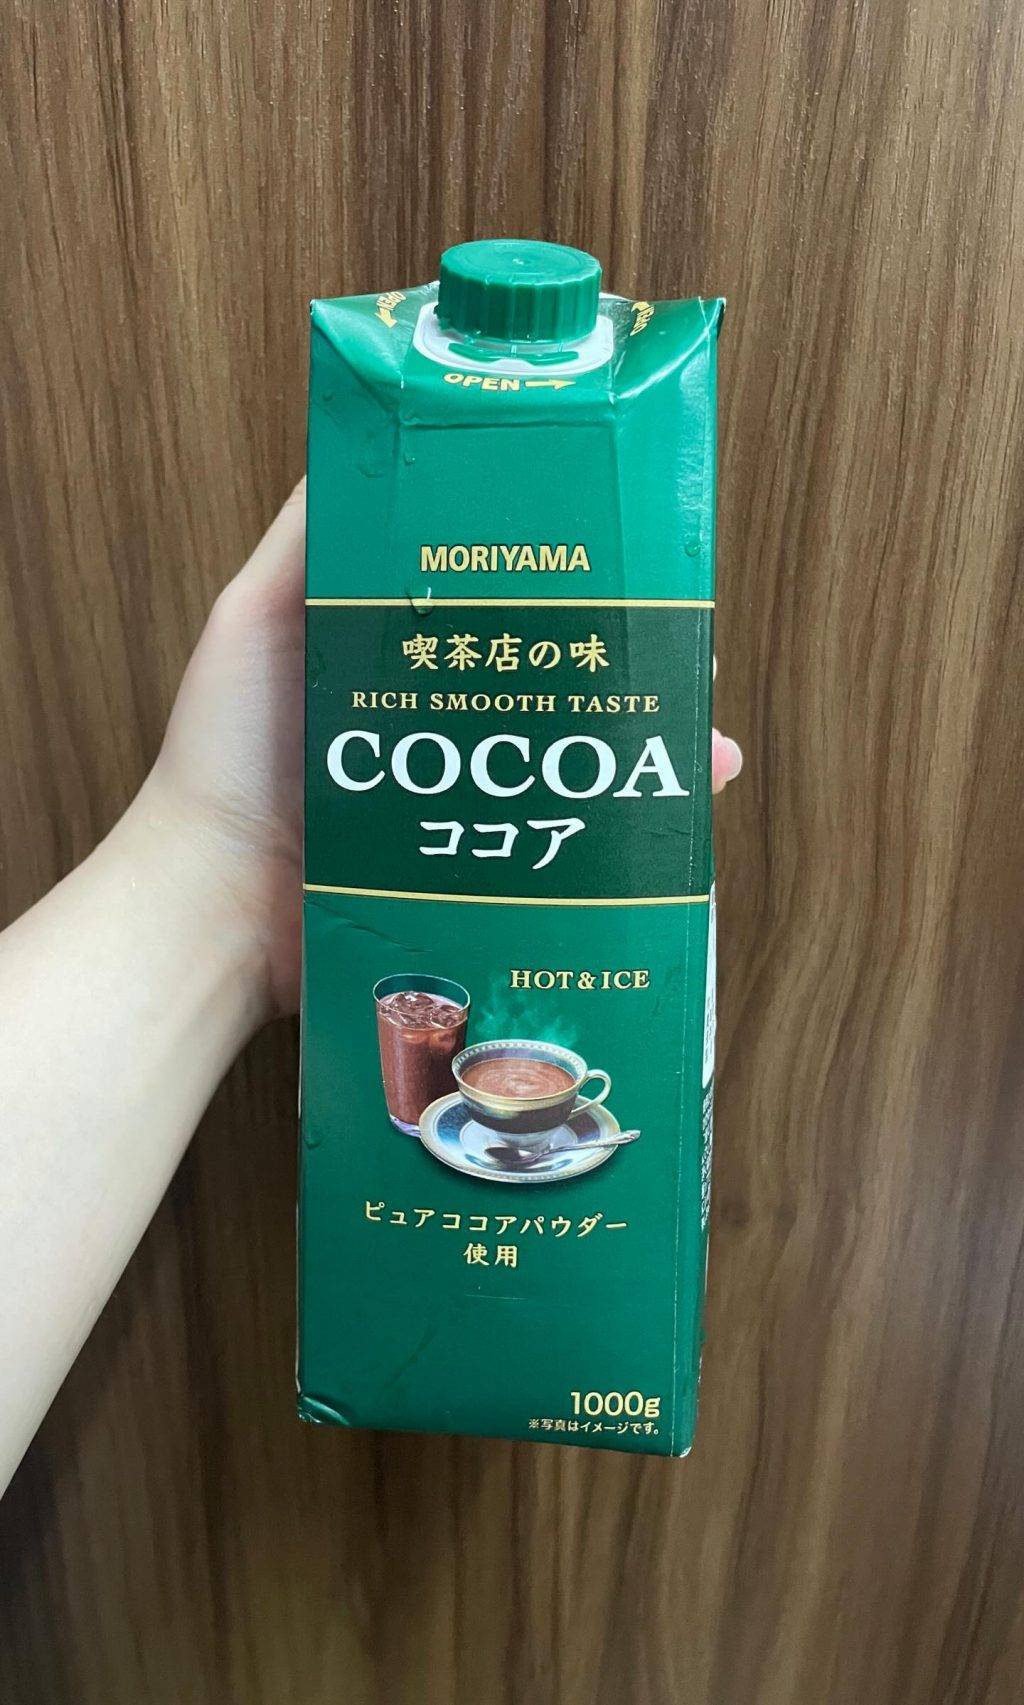 OPEN
OPEN
OPEN
MORIYAMA
喫茶店の味
RICH SMOOTH TASTE
COCOA
ココア
HOT & ICE
ピュアココアパウダー
使用
1000g
※写真はイメージです。